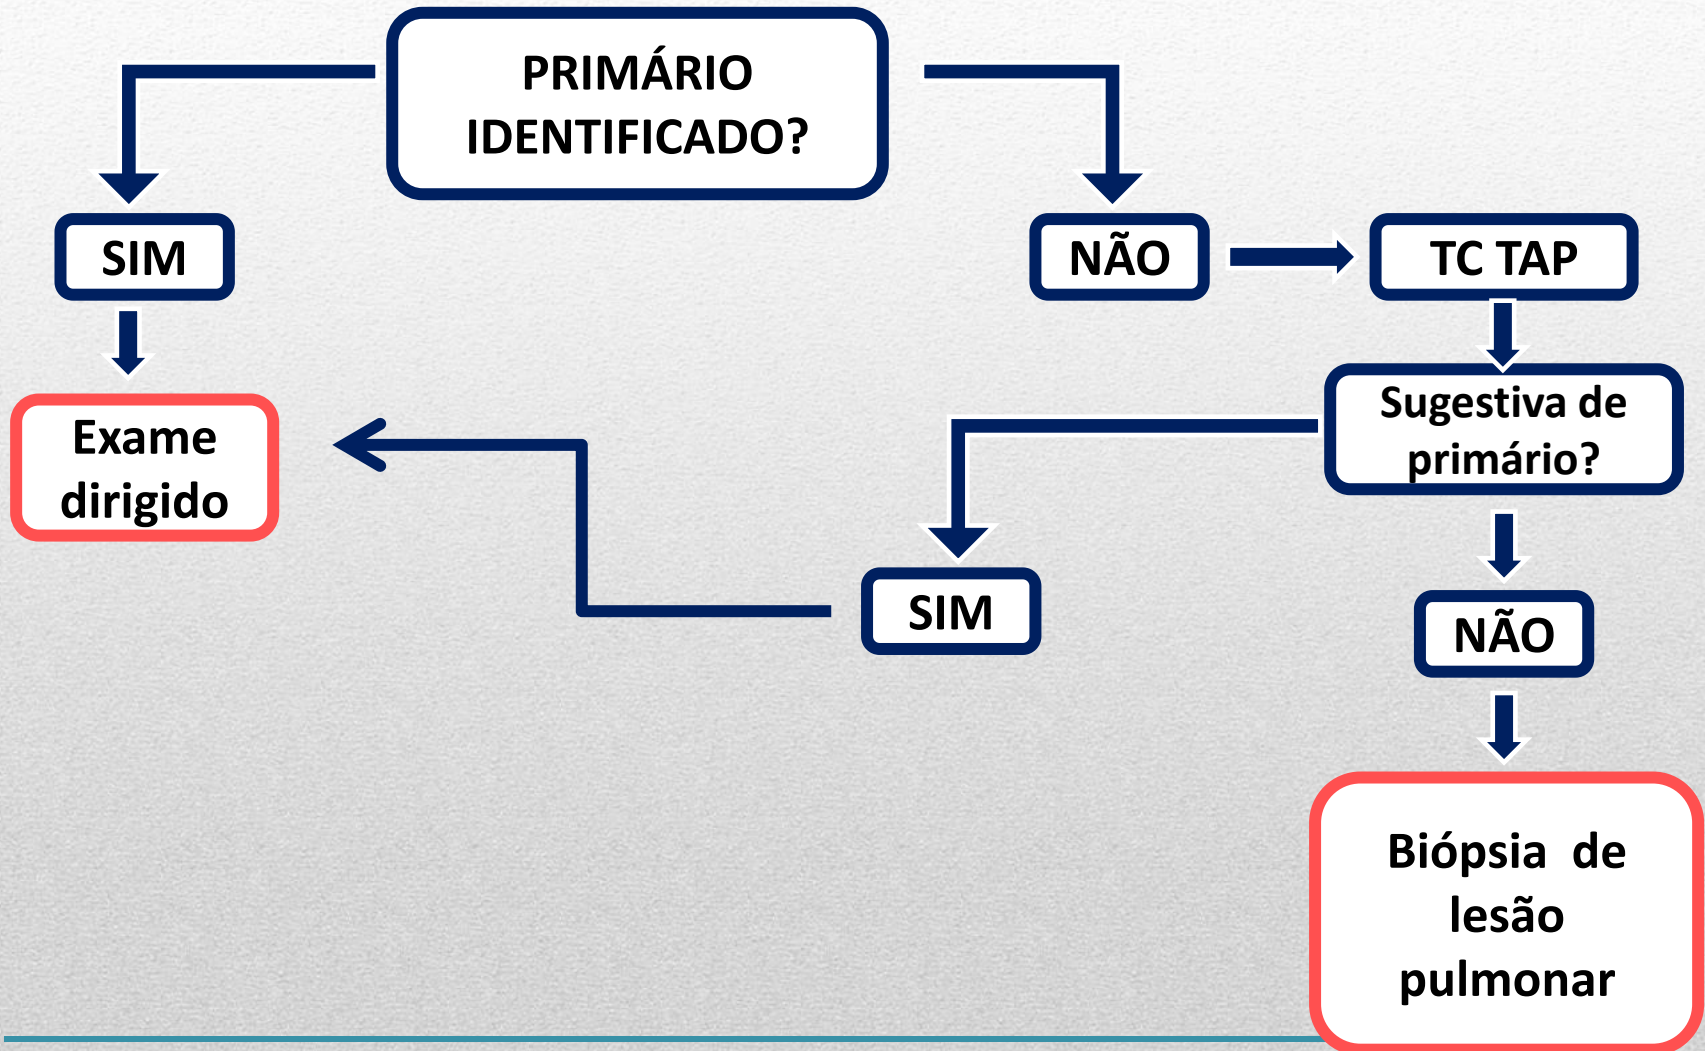 PRIMÁRIO
IDENTIFICADO?
SIM
NÃO
TC TAP
Exame
dirigido
Sugestiva de
primário?
SIM
NÃO
Biópsia de
lesão
pulmonar